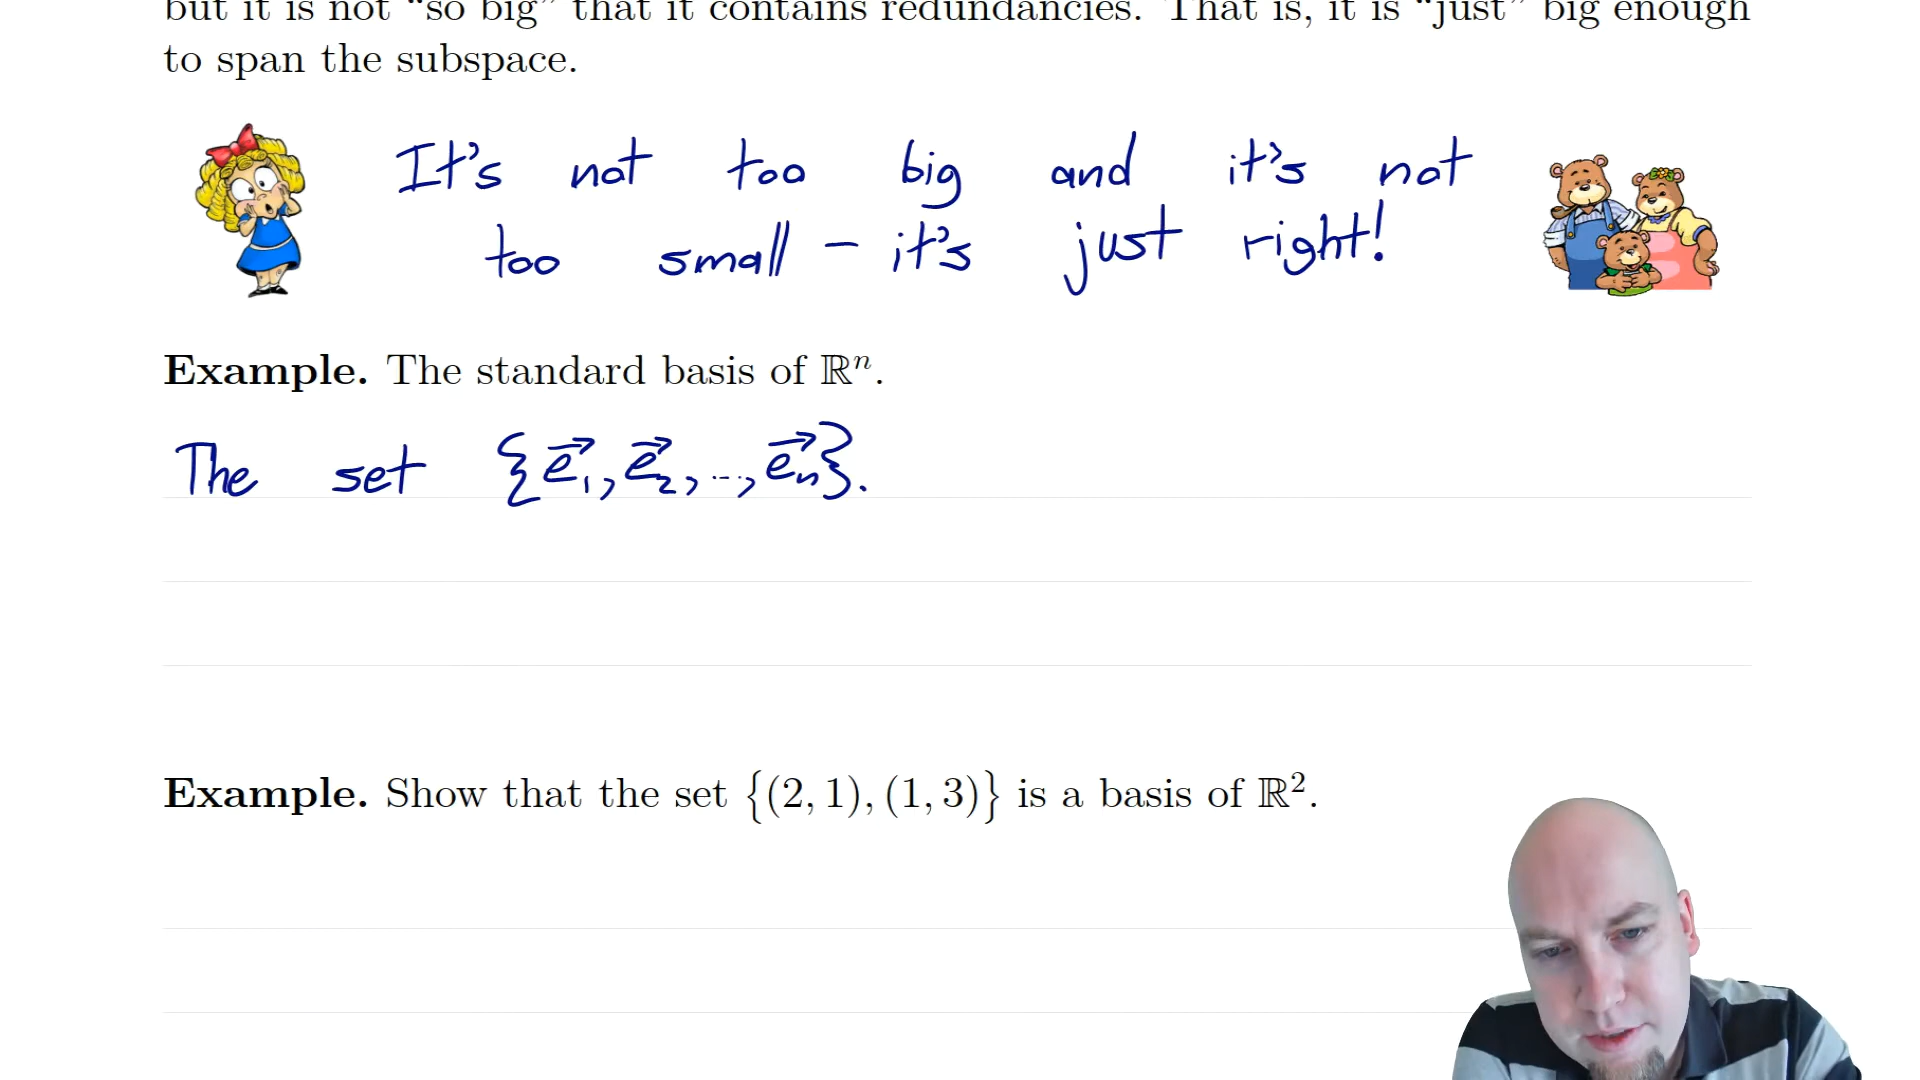 but it is not “so big” that it contains redundancies. That is, it is “just” big enough
to span the subspace.
It's not too big and it's not
too small – it's just right!
Example. The standard basis of ℝⁿ.
The set {e⃗₁, e⃗₂, ..., e⃗ₙ}.
Example. Show that the set {(2, 1), (1, 3)} is a basis of ℝ².